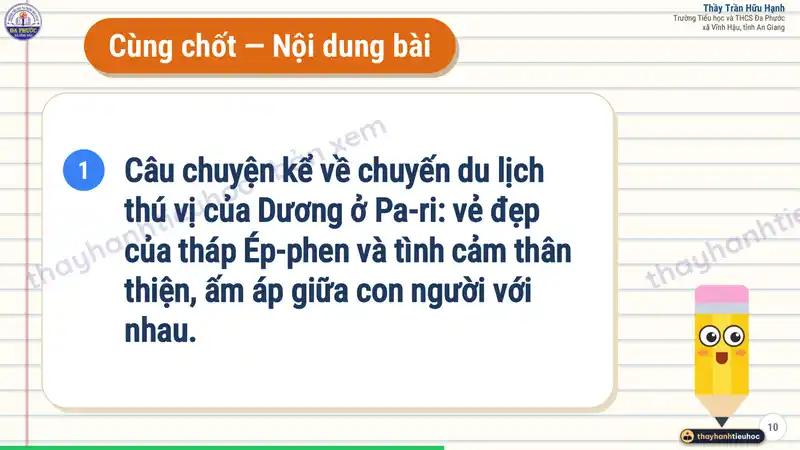 Thầy Trần Hữu Hạnh
Trường Tiểu học và THCS Đa Phước
xã Vĩnh Hậu, tỉnh An Giang
ĐA PHƯỚC
Cùng chốt — Nội dung bài
1
Câu chuyện kể về chuyến du lịch
thú vị của Dương ở Pa-ri: vẻ đẹp
của tháp Ép-phen và tình cảm thân
thiện, ấm áp giữa con người với
nhau.
thayhanhtieuhoc
10